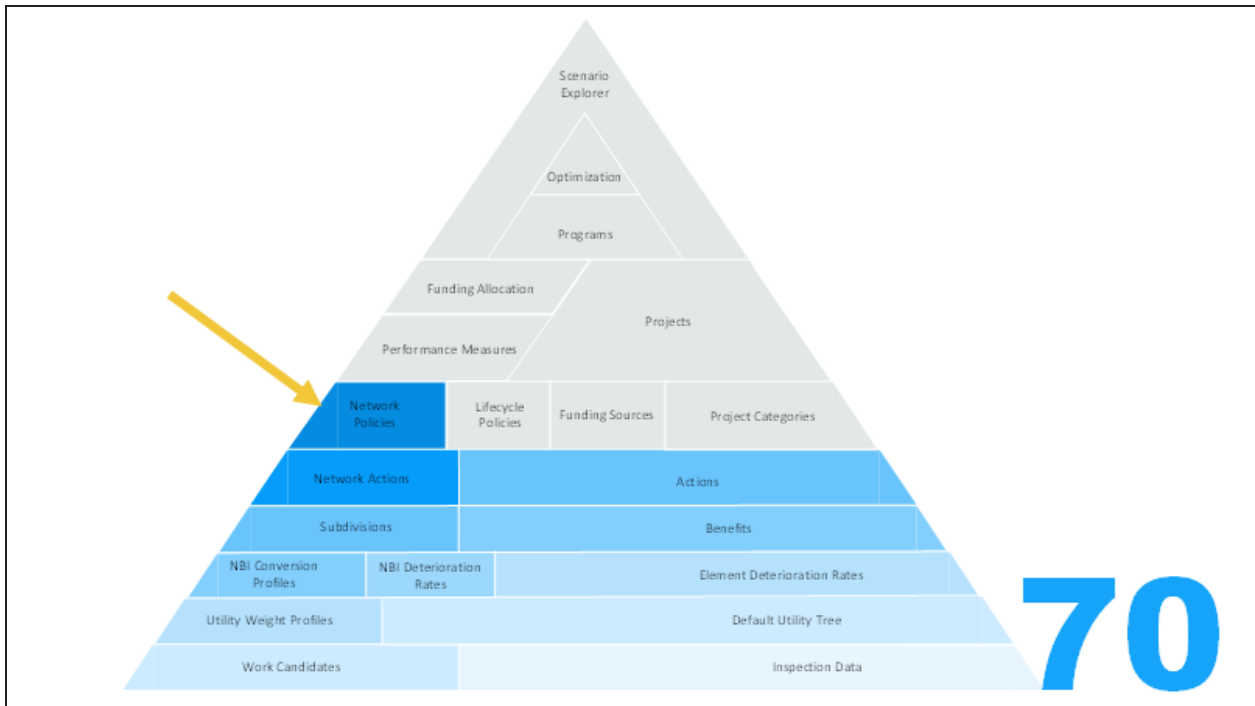 Scenario
Explorer
Optimization
Programs
Funding Allocation
Projects
Performance Measures
Network
Policies
Lifecycle
Policies
Funding Sources
Project Categories
Network Actions
Actions
Subdivisions
Benefits
NBI Conversion
Profiles
NBI Deterioration
Rates
Element Deterioration Rates
Utility Weight Profiles
Default Utility Tree
Work Candidates
Inspection Data
70